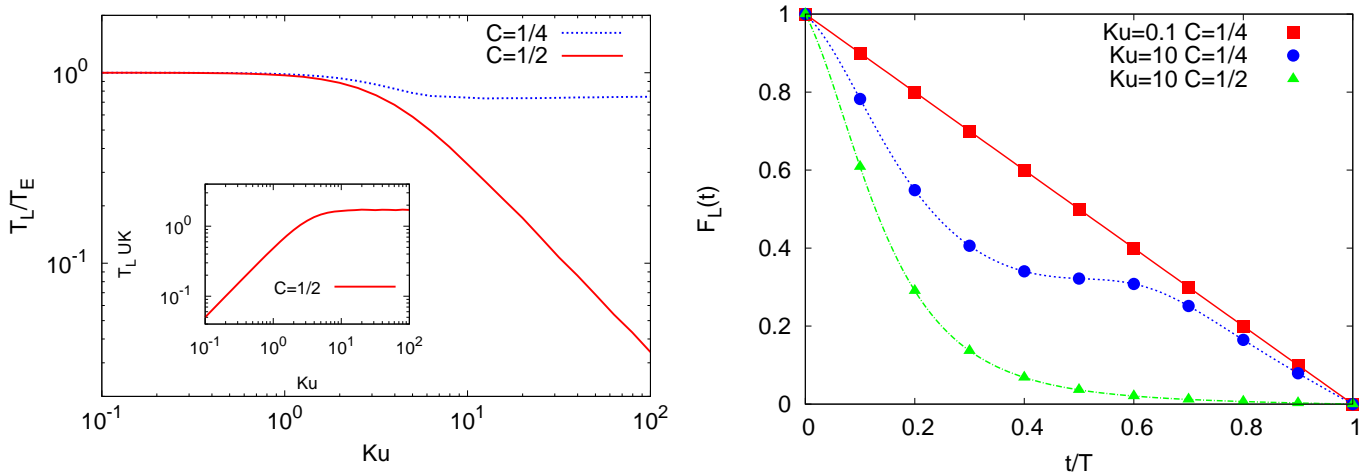 C=1/4
C=1/2
10^0
10^-1
T_L/T_E
10^-1 10^0 10^1 10^2
Ku
10^0
10^-1
T_L UK
C=1/2
10^-1 10^0 10^1 10^2
Ku
Ku=0.1 C=1/4
Ku=10 C=1/4
Ku=10 C=1/2
1
0.8
0.6
0.4
0.2
0
F_L(t)
0 0.2 0.4 0.6 0.8 1
t/T